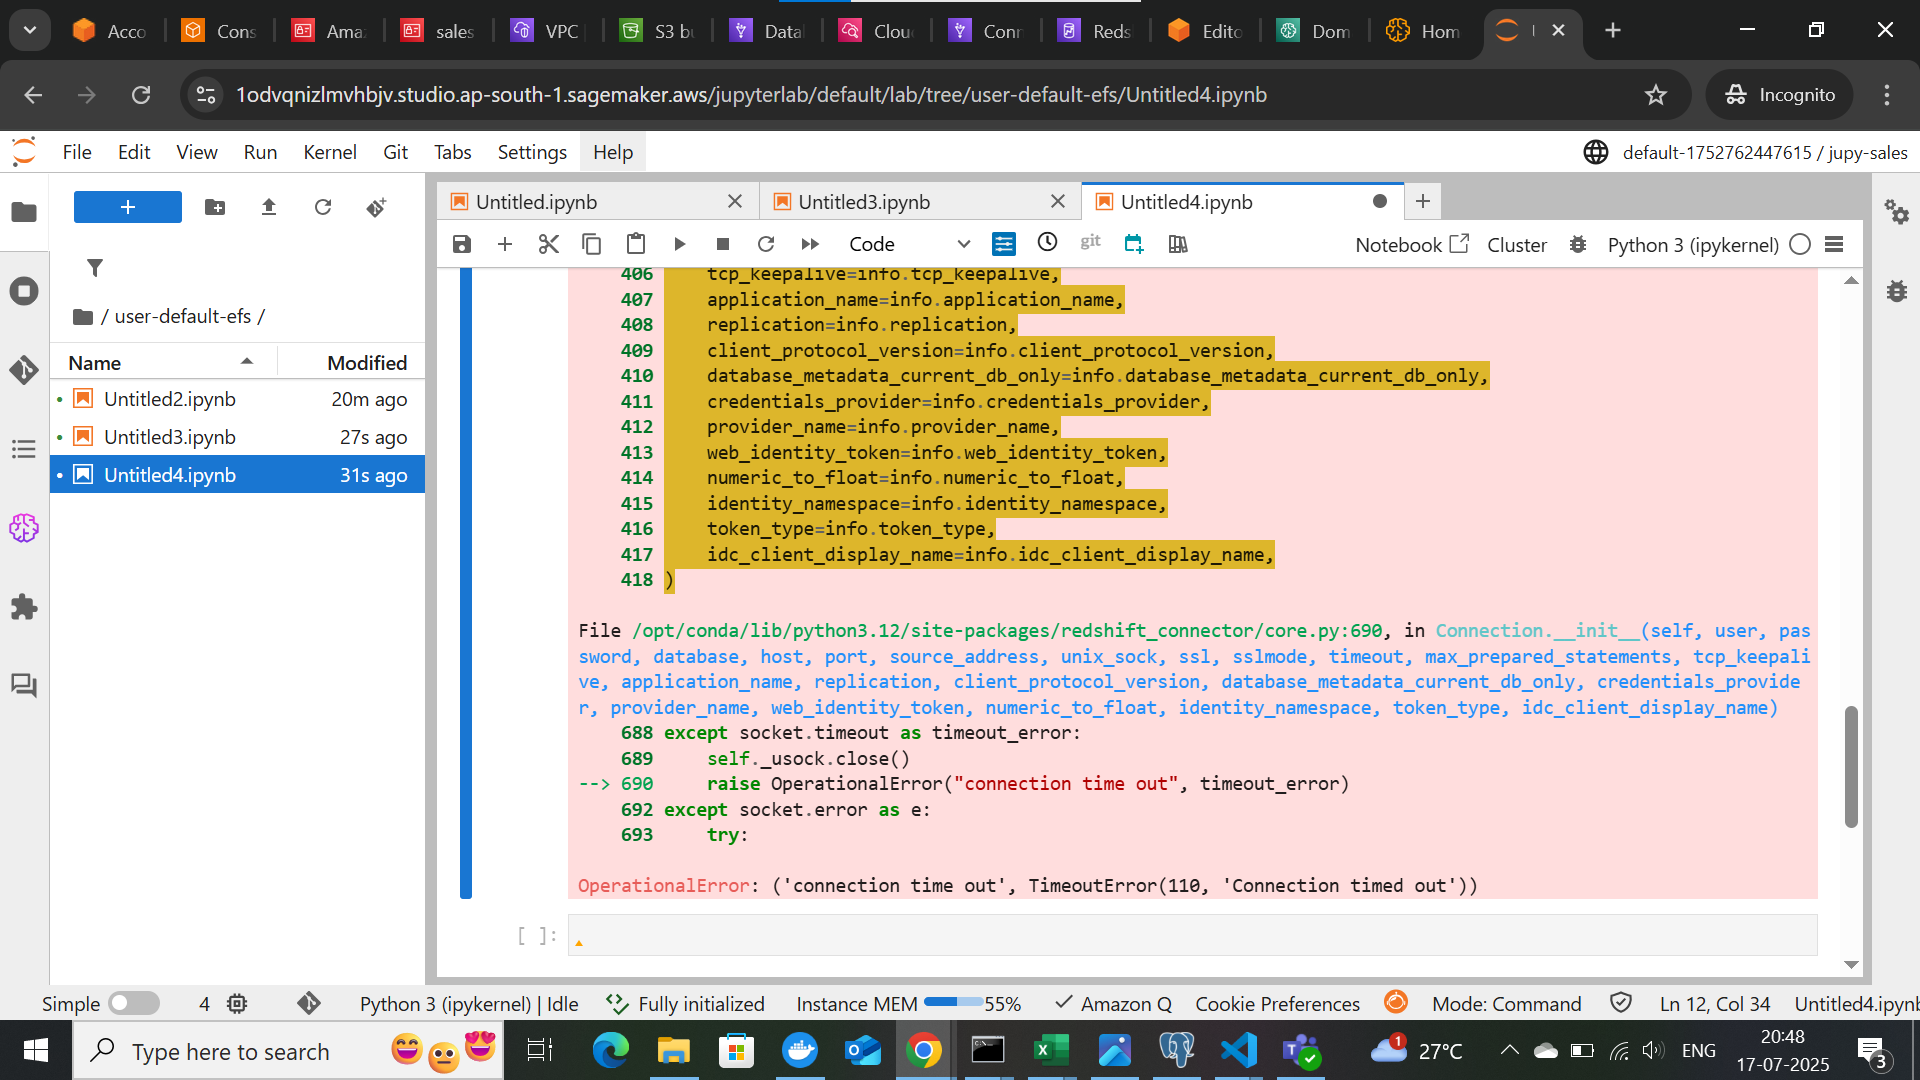 Acco
Cons
Amaz
sales
VPC
S3 bu
Datal
Clou
Conn
Reds
Edito
Dom
Hom
1odvqnizlmvhbjv.studio.ap-south-1.sagemaker.aws/jupyterlab/default/lab/tree/user-default-efs/Untitled4.ipynb
Incognito
File Edit View Run Kernel Git Tabs Settings Help
default-1752762447615 / jupy-sales
Untitled.ipynb
Untitled3.ipynb
Untitled4.ipynb
Code
git
Notebook
Cluster
Python 3 (ipykernel)
/ user-default-efs /
Name Modified
Untitled2.ipynb 20m ago
Untitled3.ipynb 27s ago
Untitled4.ipynb 31s ago
406 tcp_keepalive=info.tcp_keepalive,
407 application_name=info.application_name,
408 replication=info.replication,
409 client_protocol_version=info.client_protocol_version,
410 database_metadata_current_db_only=info.database_metadata_current_db_only,
411 credentials_provider=info.credentials_provider,
412 provider_name=info.provider_name,
413 web_identity_token=info.web_identity_token,
414 numeric_to_float=info.numeric_to_float,
415 identity_namespace=info.identity_namespace,
416 token_type=info.token_type,
417 idc_client_display_name=info.idc_client_display_name,
418 )
File /opt/conda/lib/python3.12/site-packages/redshift_connector/core.py:690, in Connection.__init__(self, user, pas
sword, database, host, port, source_address, unix_sock, ssl, sslmode, timeout, max_prepared_statements, tcp_keepali
ve, application_name, replication, client_protocol_version, database_metadata_current_db_only, credentials_provide
r, provider_name, web_identity_token, numeric_to_float, identity_namespace, token_type, idc_client_display_name)
688 except socket.timeout as timeout_error:
689 self._usock.close()
--> 690 raise OperationalError("connection time out", timeout_error)
692 except socket.error as e:
693 try:
OperationalError: ('connection time out', TimeoutError(110, 'Connection timed out'))
[ ]:
Simple 4 Python 3 (ipykernel) | Idle Fully initialized Instance MEM 55% Amazon Q Cookie Preferences Mode: Command Ln 12, Col 34 Untitled4.ipynb
Type here to search
1
27°C
ENG
20:48
17-07-2025
3